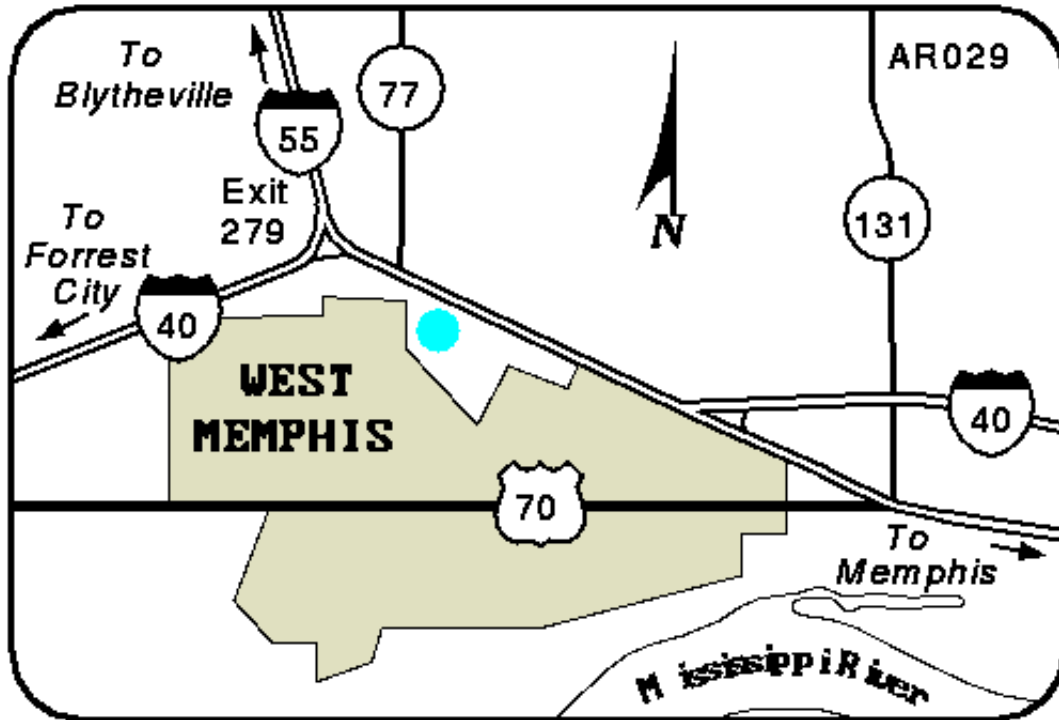 To
Blytheville
55
77
AR029
Exit
279
131
N
To
Forrest
City
40
WEST
MEMPHIS
40
70
To
Memphis
Mississippi River